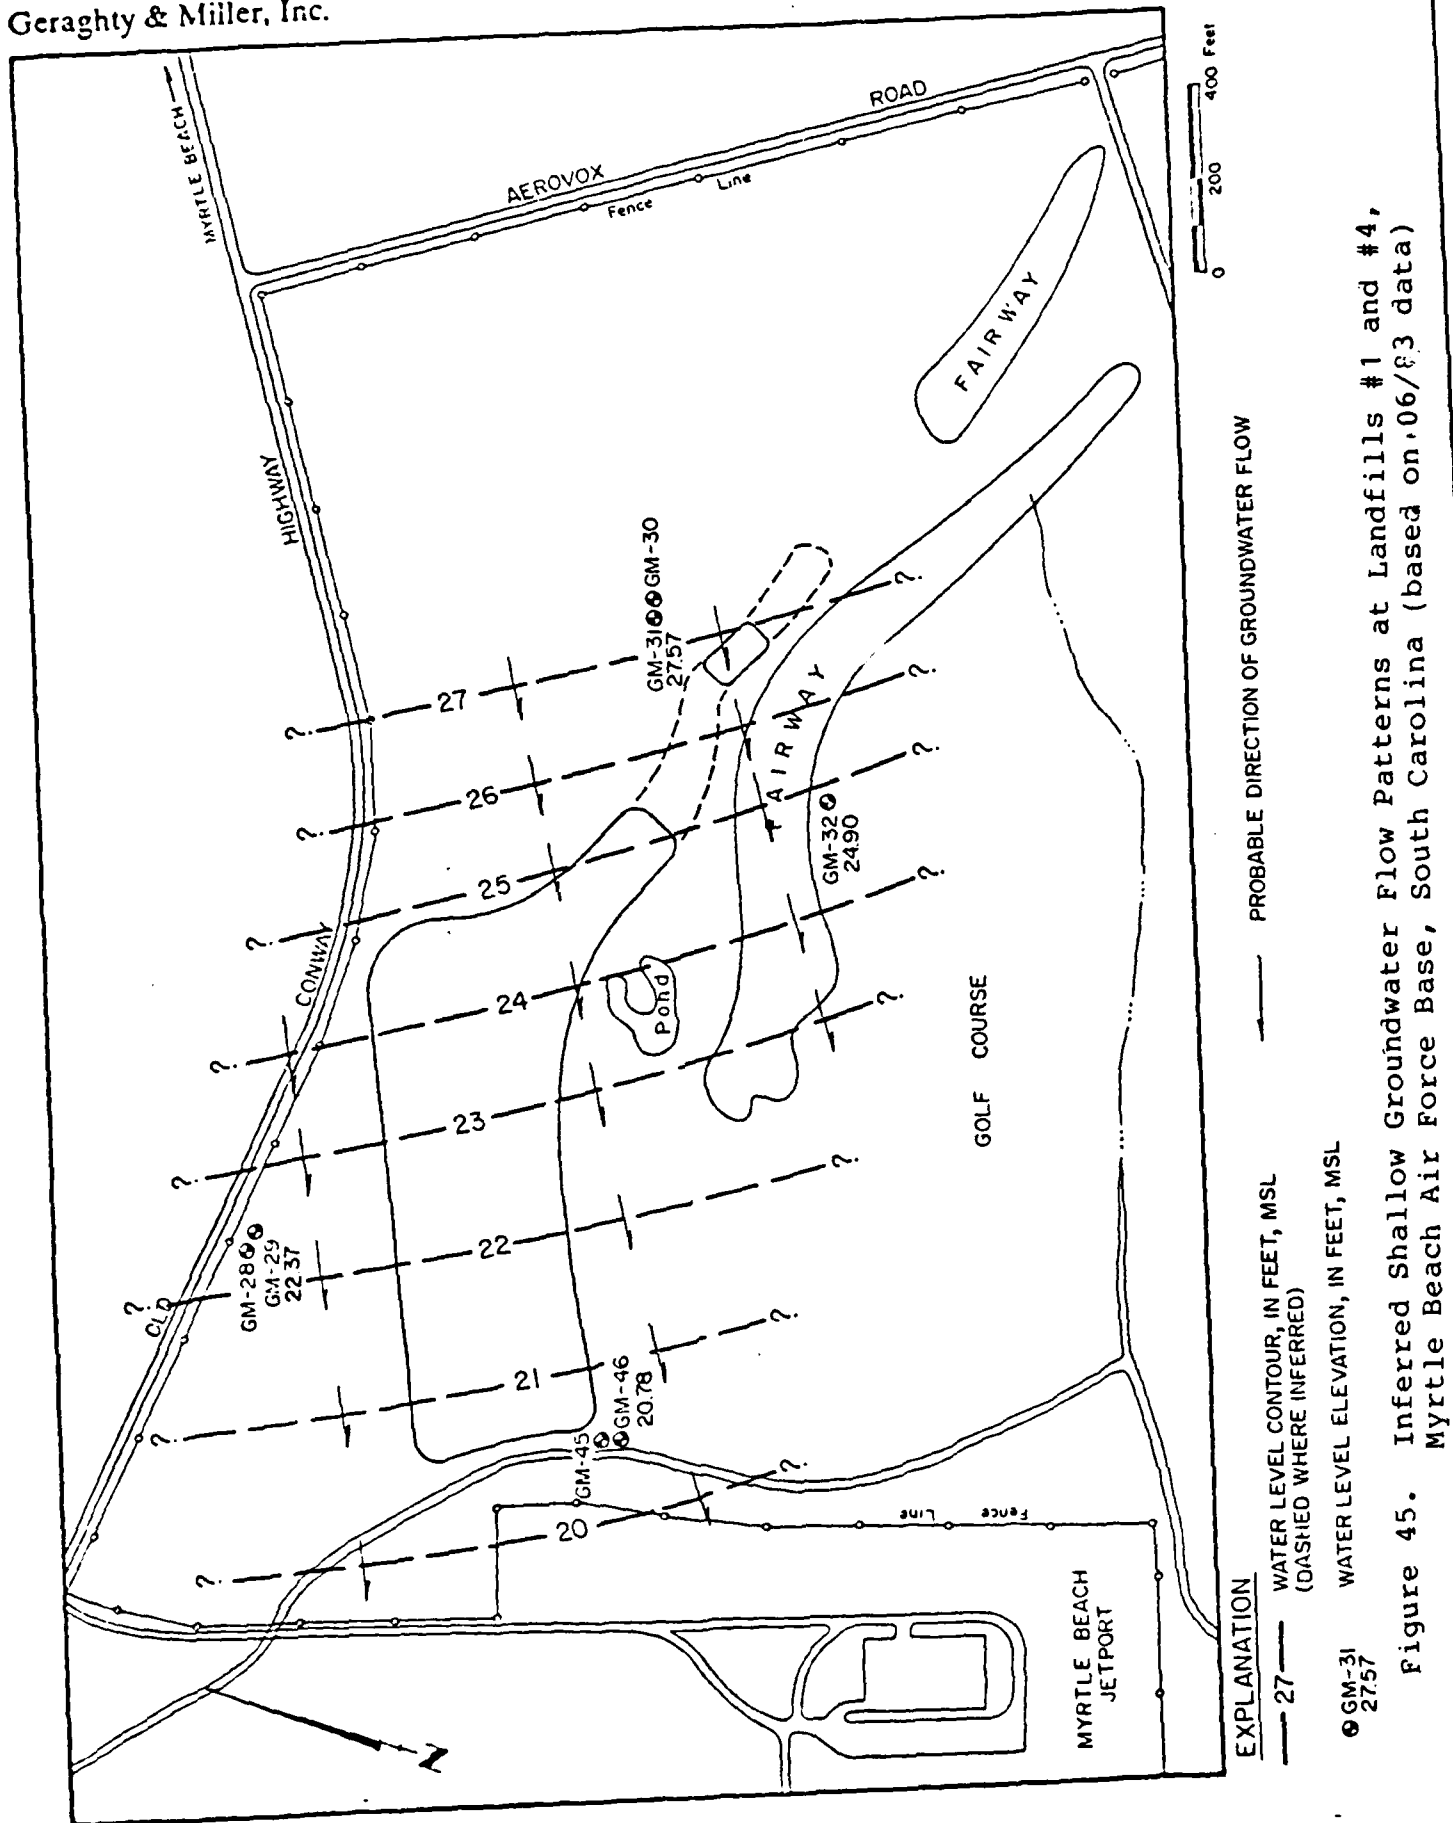 Geraghty & Miller, Inc.
MYRTLE BEACH
AEROVOX
ROAD
Fence
Line
HIGHWAY
CONWAY
OLD
FAIRWAY
FAIRWAY
Pond
GOLF COURSE
GM-31 GM-30
27.57
GM-32
24.90
GM-28
GM-29
22.37
GM-45
GM-46
20.78
?
27
?
?
26
?
?
25
?
?
24
?
?
23
?
?
22
?
?
21
?
?
20
?
Fence Line
MYRTLE BEACH
JETPORT
N
0 200 400 Feet
EXPLANATION
27 WATER LEVEL CONTOUR, IN FEET, MSL
(DASHED WHERE INFERRED)
PROBABLE DIRECTION OF GROUNDWATER FLOW
GM-31 WATER LEVEL ELEVATION, IN FEET, MSL
27.57
Figure 45. Inferred Shallow Groundwater Flow Patterns at Landfills #1 and #4,
Myrtle Beach Air Force Base, South Carolina (based on 06/83 data)